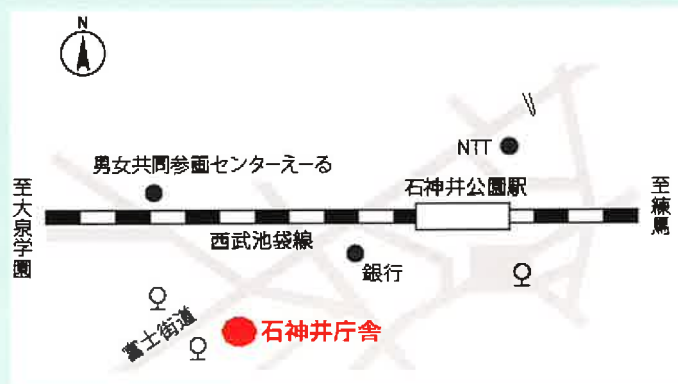 N
NTT
男女共同参画センターえーる
石神井公園駅
至大泉学園
至練馬
西武池袋線
銀行
富士街道
石神井庁舎